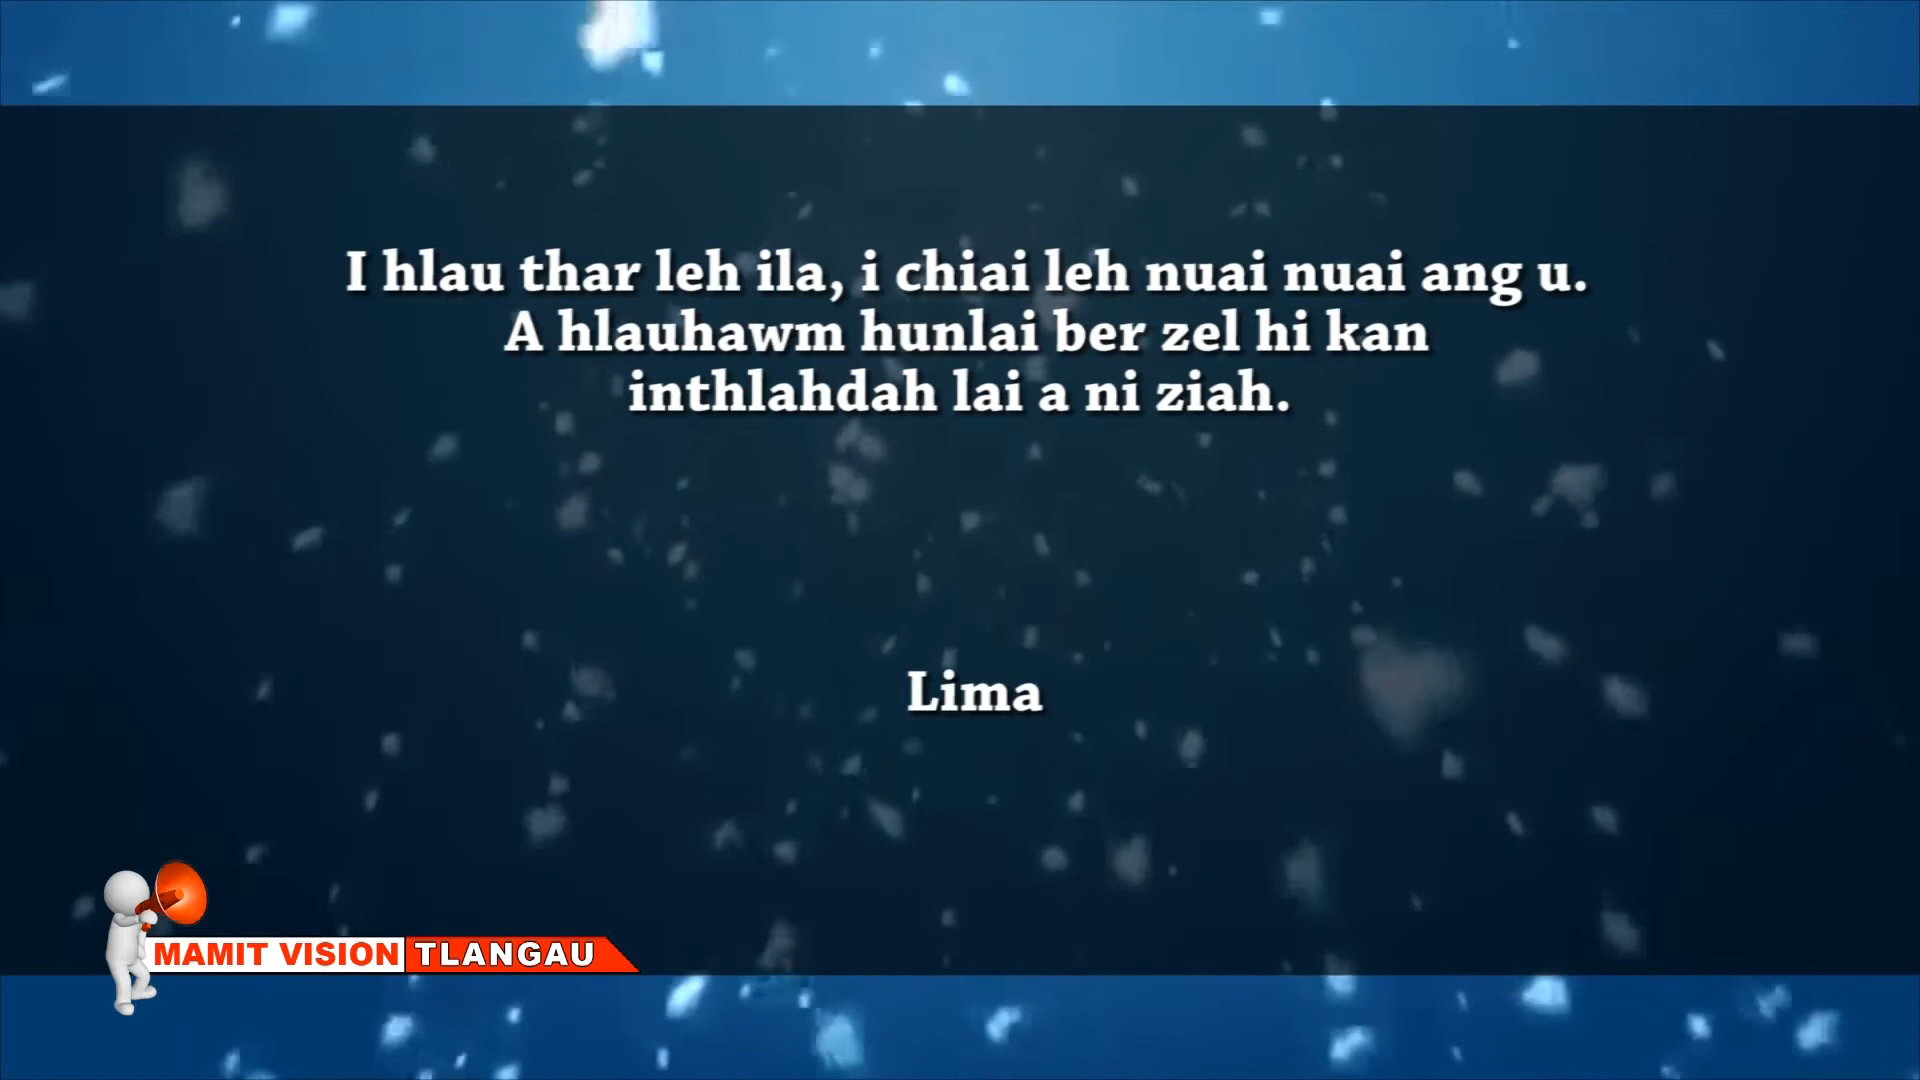 I hlau thar leh ila, i chiai leh nuai nuai ang u.
A hlauhawm hunlai ber zel hi kan
inthlahdah lai a ni ziah.
Lima
MAMIT VISION TLANGAU